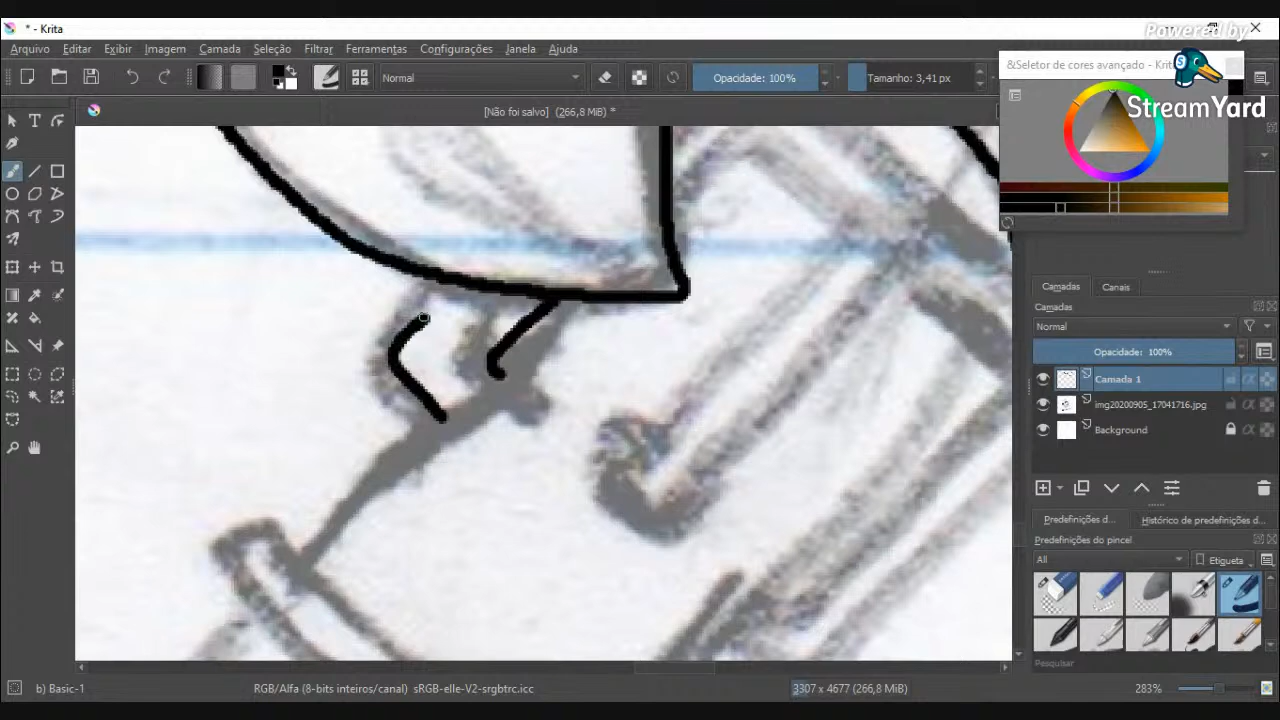 * - Krita
Powered by
Arquivo Editar Exibir Imagem Camada Seleção Filtrar Ferramentas Configurações Janela Ajuda
&Seletor de cores avançado - Krita
StreamYard
Normal
Opacidade: 100%
Tamanho: 3,41 px
[Não foi salvo] (266,8 MiB) *
Camadas Canais
Camadas
Normal
Opacidade: 100%
Camada 1
img20200905_17041716.jpg
Background
Predefinições d... Histórico de predefinições d...
Predefinições do pincel
All
Etiqueta
Pesquisar
b) Basic-1
RGB/Alfa (8-bits inteiros/canal) sRGB-elle-V2-srgbtrc.icc
3307 x 4677 (266,8 MiB)
283%